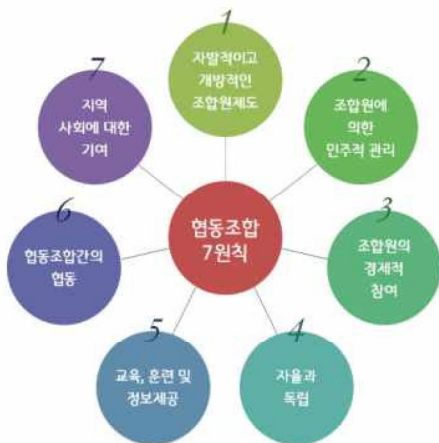 1
자발적이고
개방적인
조합원제도
2
조합원에
의한
민주적 관리
3
조합원의
경제적
참여
4
자율과
독립
5
교육, 훈련 및
정보제공
6
협동조합간의
협동
7
지역
사회에 대한
기여
협동조합
7원칙